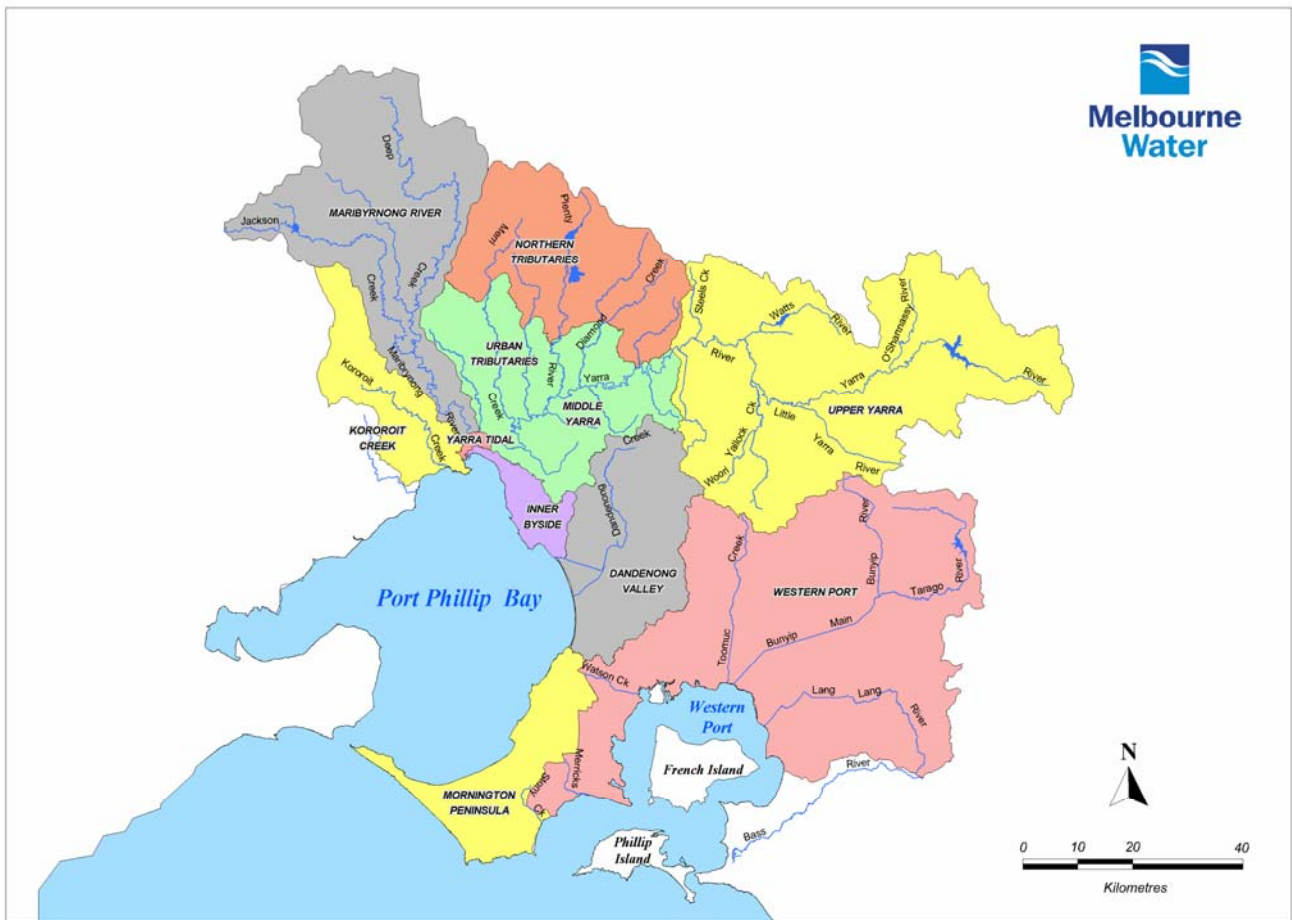 Melbourne
Water
Deep
Creek
MARIBYRNONG RIVER
Jackson
Creek
Maribyrnong
River
Merri
Creek
Plenty
River
NORTHERN
TRIBUTARIES
Diamond
Creek
Steels Ck
Watts
River
O'Shannassy River
URBAN
TRIBUTARIES
Yarra
River
Yarra
River
MIDDLE
YARRA
UPPER YARRA
Little
Yarra
River
Woori Yallock Ck
Kororoit
Creek
KOROROIT
CREEK
YARRA TIDAL
INNER
BYSIDE
Dandenong
Creek
DANDENONG
VALLEY
Port Phillip Bay
WESTERN PORT
Toomuc
Creek
Bunyip
River
Bunyip
Main
Tarago
River
Watson Ck
Lang
Lang
River
Western
Port
French Island
Merricks
Stony
Ck
MORNINGTON
PENINSULA
Phillip
Island
Bass
River
N
0 10 20 40
Kilometres